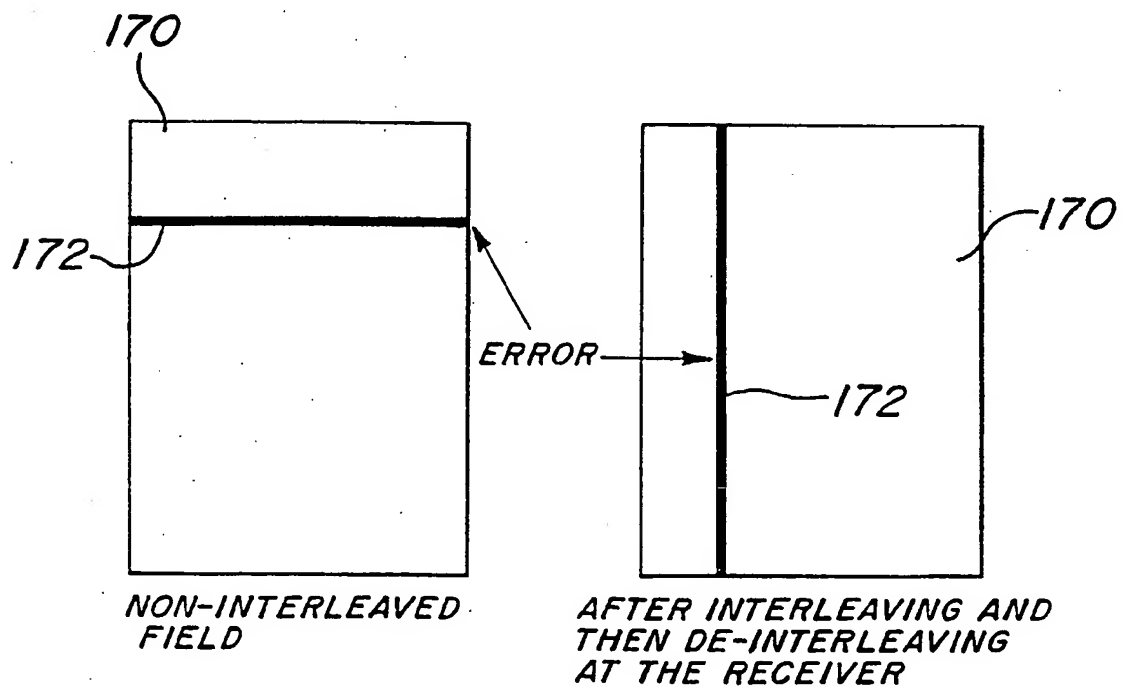 170
172
ERROR
170
172
NON-INTERLEAVED
FIELD
AFTER INTERLEAVING AND
THEN DE-INTERLEAVING
AT THE RECEIVER